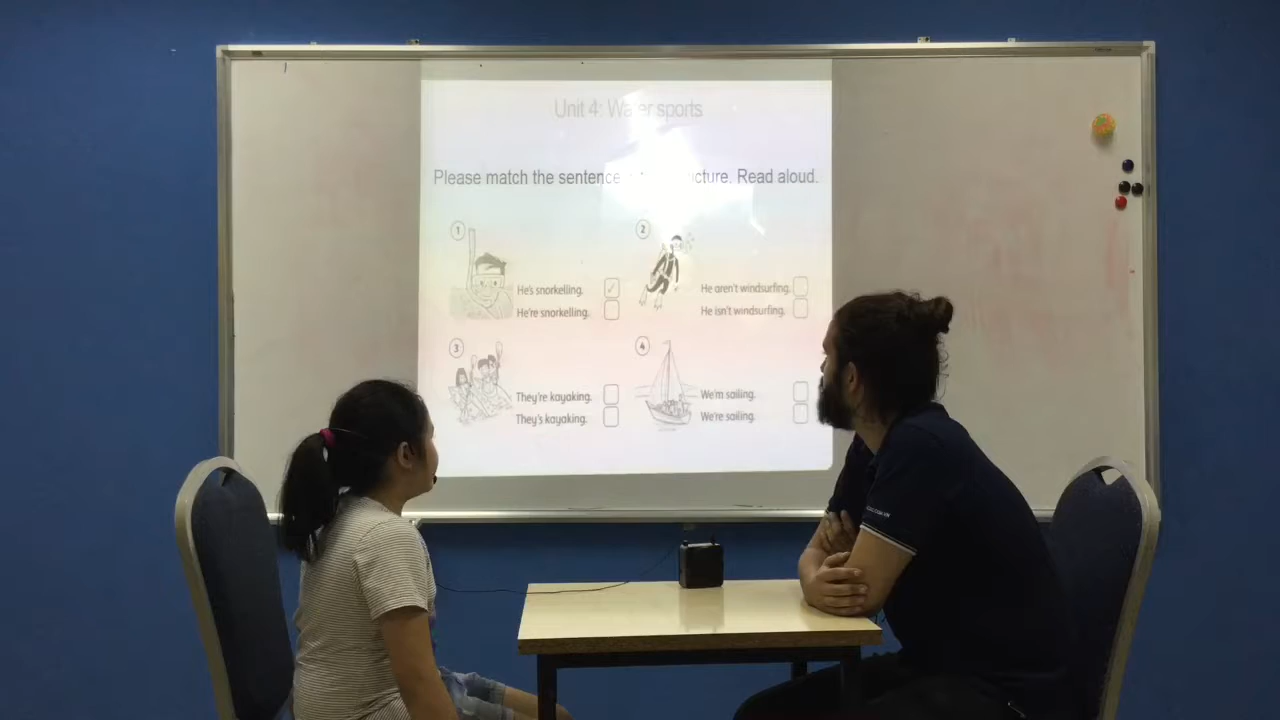 Unit 4: Water sports
Please match the sentence picture. Read aloud.
1
He's snorkelling.
He're snorkelling.
2
He aren't windsurfing.
He isn't windsurfing.
3
They're kayaking.
They's kayaking.
4
We'm sailing.
We're sailing.